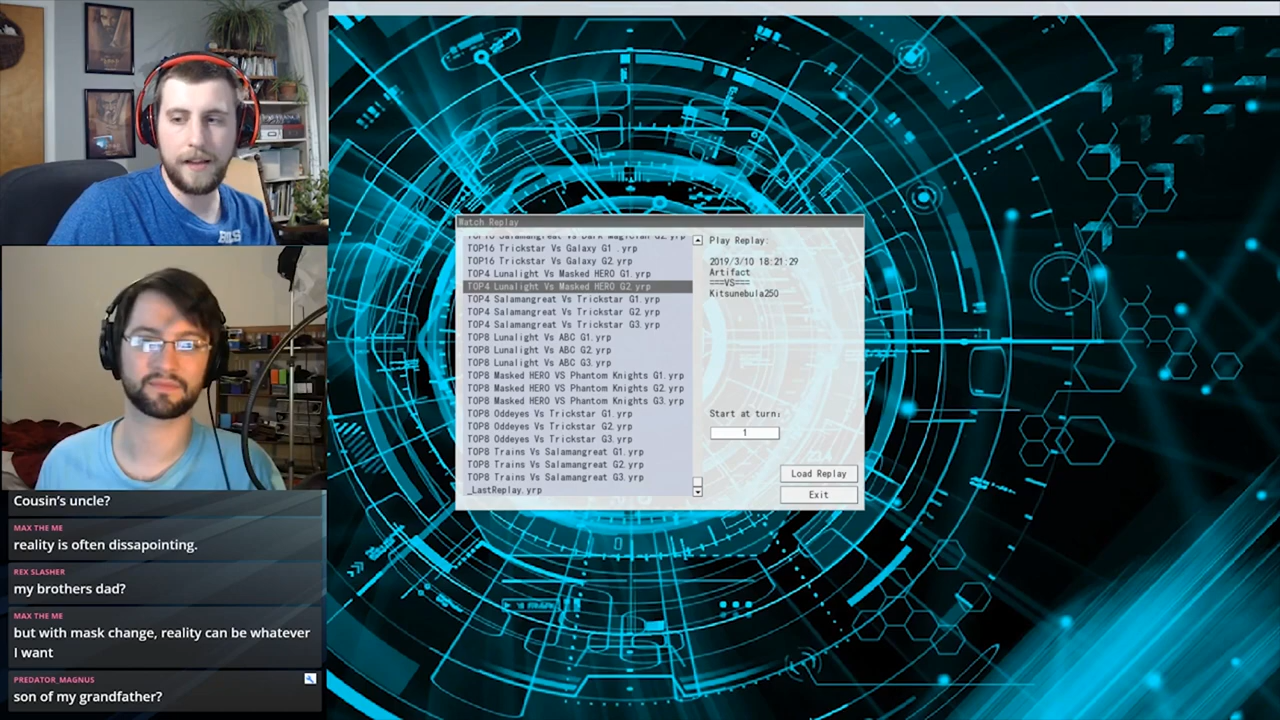 Watch Replay
TOP16 Salamangreat Vs Dark Magician G2.yrp
TOP16 Trickstar Vs Galaxy G1 .yrp
TOP16 Trickstar Vs Galaxy G2.yrp
TOP4 Lunalight Vs Masked HERO G1.yrp
TOP4 Lunalight Vs Masked HERO G2.yrp
TOP4 Salamangreat Vs Trickstar G1.yrp
TOP4 Salamangreat Vs Trickstar G2.yrp
TOP4 Salamangreat Vs Trickstar G3.yrp
TOP8 Lunalight Vs ABC G1.yrp
TOP8 Lunalight Vs ABC G2.yrp
TOP8 Lunalight Vs ABC G3.yrp
TOP8 Masked HERO VS Phantom Knights G1.yrp
TOP8 Masked HERO VS Phantom Knights G2.yrp
TOP8 Masked HERO VS Phantom Knights G3.yrp
TOP8 Oddeyes Vs Trickstar G1.yrp
TOP8 Oddeyes Vs Trickstar G2.yrp
TOP8 Oddeyes Vs Trickstar G3.yrp
TOP8 Trains Vs Salamangreat G1.yrp
TOP8 Trains Vs Salamangreat G2.yrp
TOP8 Trains Vs Salamangreat G3.yrp
_LastReplay.yrp
Play Replay:
2019/3/10 18:21:29
Artifact
===VS===
Kitsunebula250
Start at turn:
1
Load Replay
Exit
Cousin's uncle?
MAX THE ME
reality is often dissapointing.
REX SLASHER
my brothers dad?
MAX THE ME
but with mask change, reality can be whatever
I want
PREDATOR_MAGNUS
son of my grandfather?